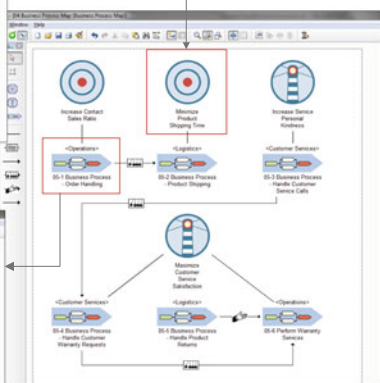 04 Business Process Map [Business Process Map]
Window Help
Increase Contact
Sales Ratio
Minimize
Product
Shipping Time
Increase Service
Personal
Kindness
<Operations>
<Logistics>
<Customer Services>
05-1 Business Process
- Order Handling
05-2 Business Process
- Product Shipping
05-3 Business Process
- Handle Customer
Service Calls
Maximize
Customer
Service
Satisfaction
<Customer Services>
<Logistics>
<Operations>
05-4 Business Process
- Handle Customer
Warranty Requests
05-5 Business Process
- Handle Product
Returns
05-6 Perform Warranty
Services